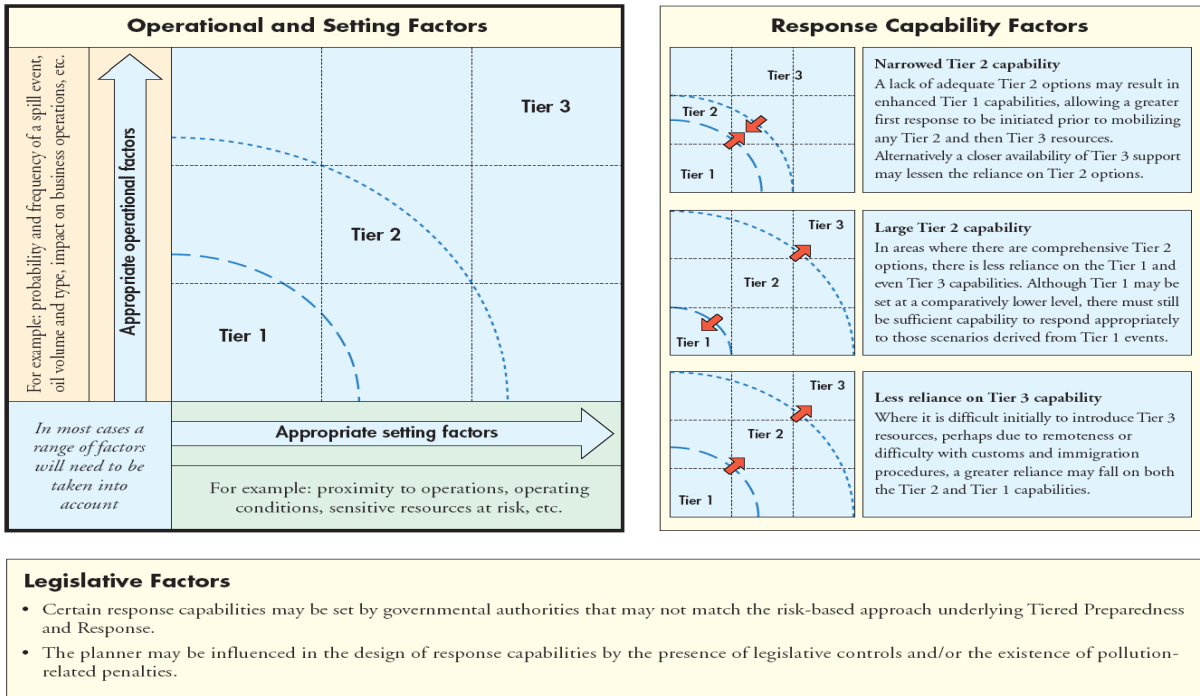 Operational and Setting Factors
For example: probability and frequency of a spill event,
oil volume and type, impact on business operations, etc.
Appropriate operational factors
Tier 3
Tier 2
Tier 1
In most cases a
range of factors
will need to be
taken into
account
Appropriate setting factors
For example: proximity to operations, operating
conditions, sensitive resources at risk, etc.
Response Capability Factors
Tier 3
Tier 2
Tier 1
Narrowed Tier 2 capability
A lack of adequate Tier 2 options may result in
enhanced Tier 1 capabilities, allowing a greater
first response to be initiated prior to mobilizing
any Tier 2 and then Tier 3 resources.
Alternatively a closer availability of Tier 3 support
may lessen the reliance on Tier 2 options.
Tier 3
Tier 2
Tier 1
Large Tier 2 capability
In areas where there are comprehensive Tier 2
options, there is less reliance on the Tier 1 and
even Tier 3 capabilities. Although Tier 1 may be
set at a comparatively lower level, there must still
be sufficient capability to respond appropriately
to those scenarios derived from Tier 1 events.
Tier 3
Tier 2
Tier 1
Less reliance on Tier 3 capability
Where it is difficult initially to introduce Tier 3
resources, perhaps due to remoteness or
difficulty with customs and immigration
procedures, a greater reliance may fall on both
the Tier 2 and Tier 1 capabilities.
Legislative Factors
• Certain response capabilities may be set by governmental authorities that may not match the risk-based approach underlying Tiered Preparedness
and Response.
• The planner may be influenced in the design of response capabilities by the presence of legislative controls and/or the existence of pollution-
related penalties.